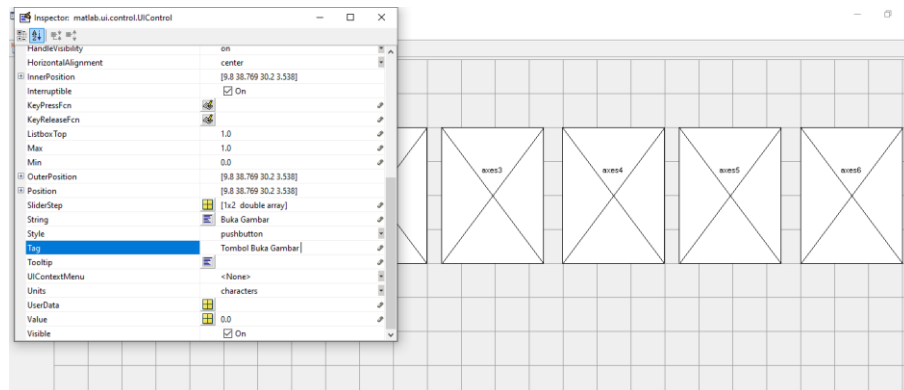 Inspector: matlab.ui.control.UIControl
HandleVisibility on
HorizontalAlignment center
InnerPosition [9.8 38.769 30.2 3.538]
Interruptible On
KeyPressFcn
KeyReleaseFcn
ListboxTop 1.0
Max 1.0
Min 0.0
OuterPosition [9.8 38.769 30.2 3.538]
Position [9.8 38.769 30.2 3.538]
SliderStep [1x2 double array]
String Buka Gambar
Style pushbutton
Tag Tombol Buka Gambar
Tooltip
UIContextMenu <None>
Units characters
UserData
Value 0.0
Visible On
axes3
axes4
axes5
axes6